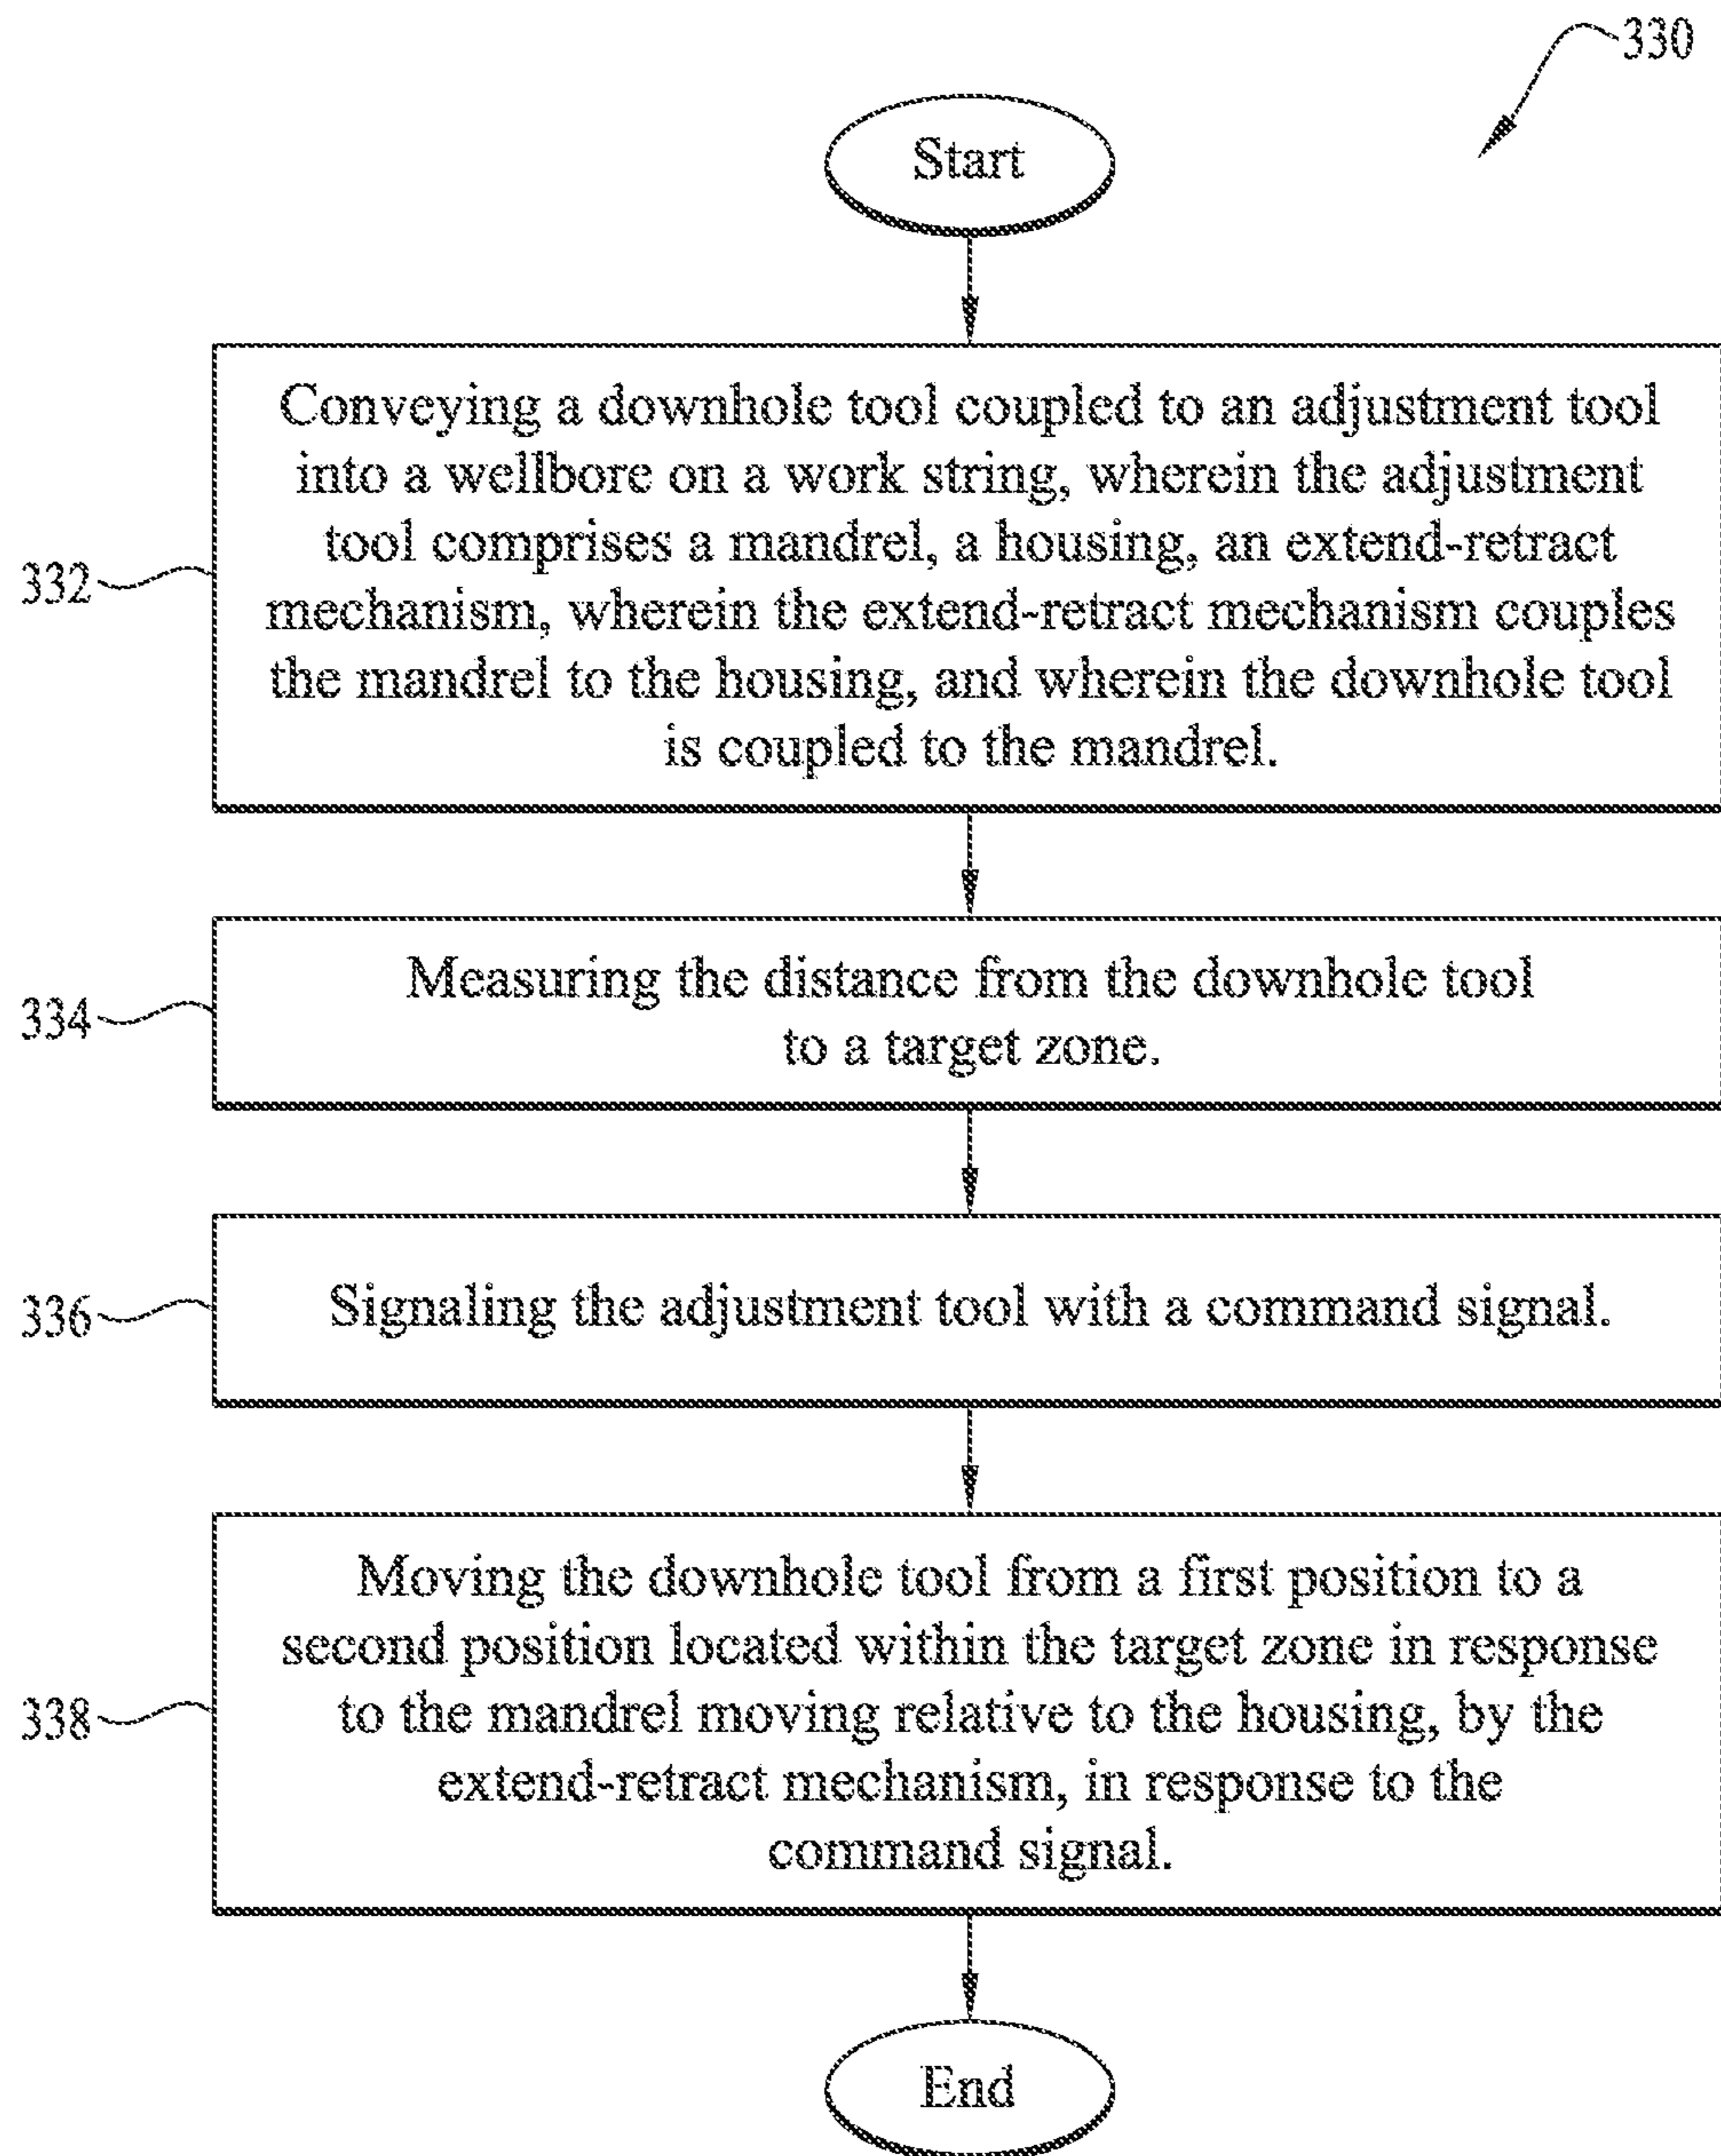 330
Start
Conveying a downhole tool coupled to an adjustment tool
into a wellbore on a work string, wherein the adjustment
tool comprises a mandrel, a housing, an extend-retract
mechanism, wherein the extend-retract mechanism couples
the mandrel to the housing, and wherein the downhole tool
is coupled to the mandrel.
332
Measuring the distance from the downhole tool
to a target zone.
334
Signaling the adjustment tool with a command signal.
336
Moving the downhole tool from a first position to a
second position located within the target zone in response
to the mandrel moving relative to the housing, by the
extend-retract mechanism, in response to the
command signal.
338
End